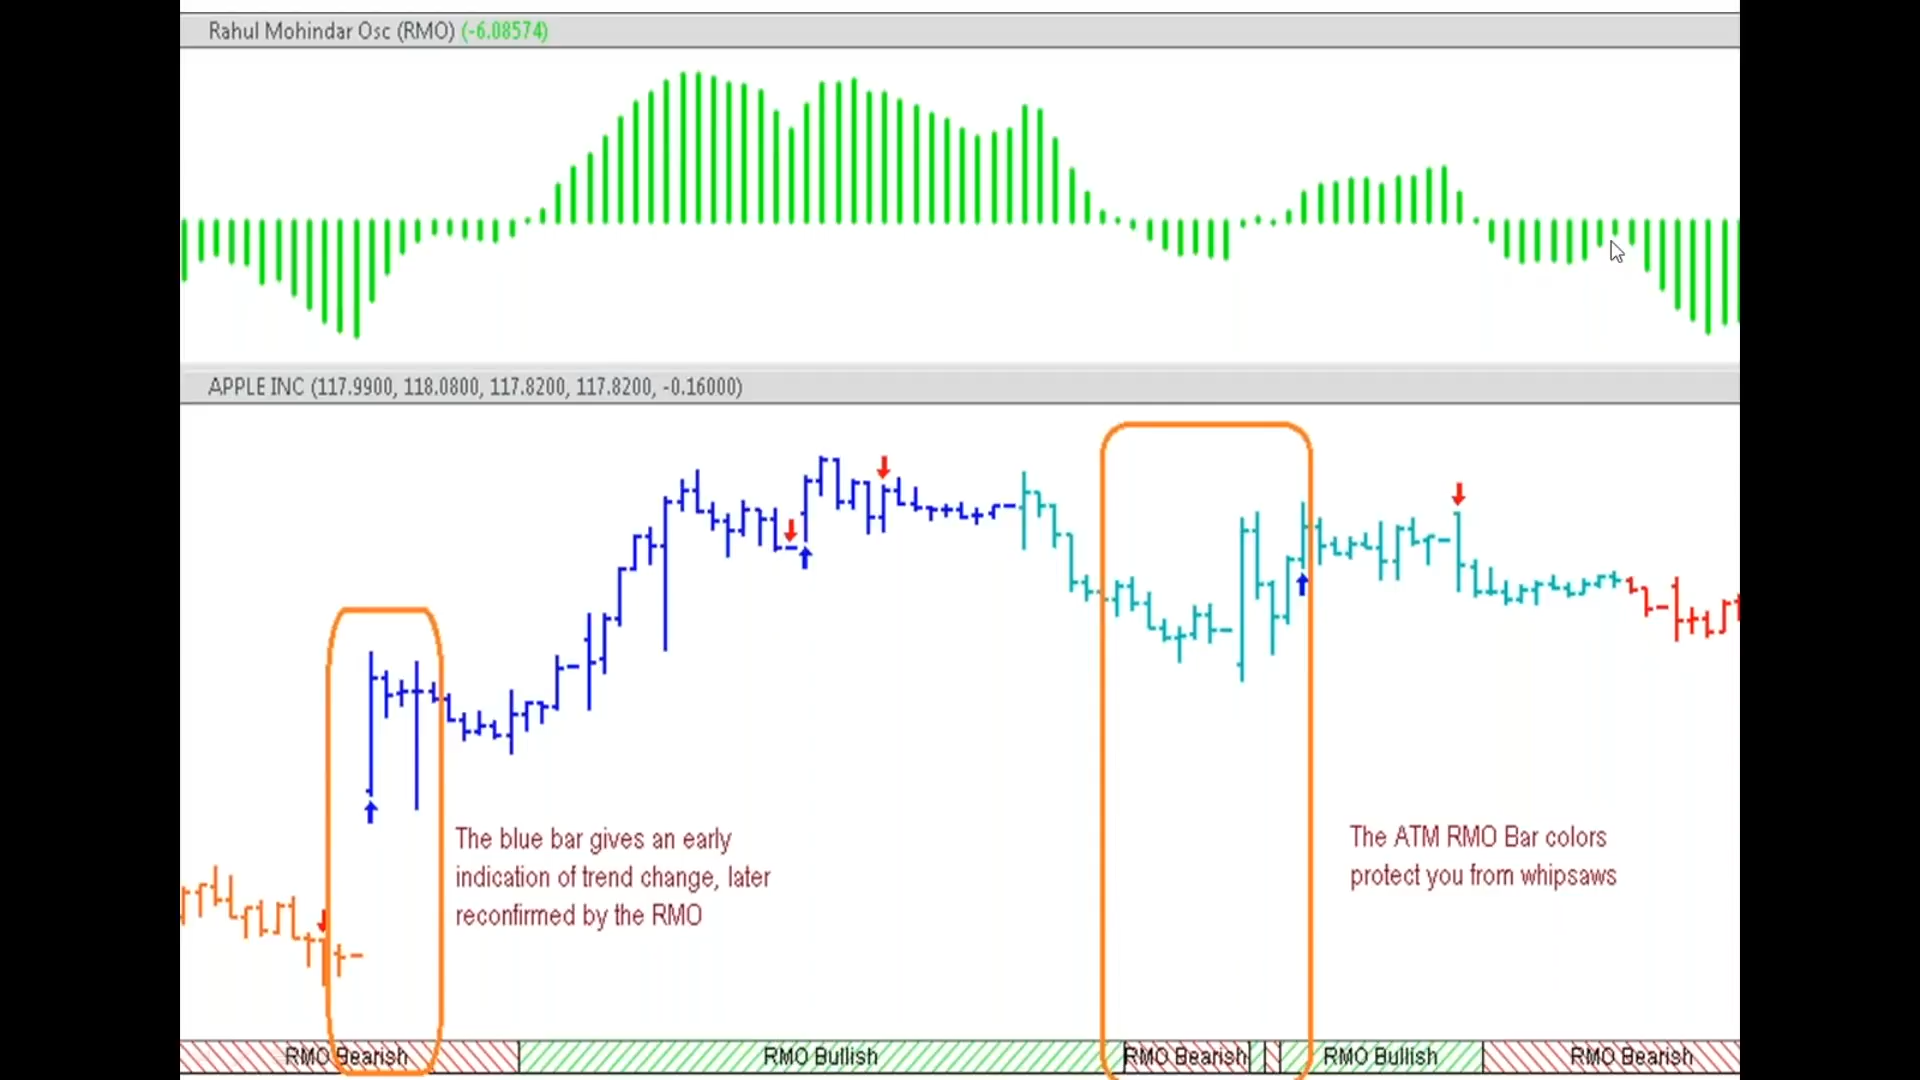 Rahul Mohindar Osc (RMO) (-6.08574)
APPLE INC (117.9900, 118.0800, 117.8200, 117.8200, -0.16000)
The blue bar gives an early
indication of trend change, later
reconfirmed by the RMO
The ATM RMO Bar colors
protect you from whipsaws
RMO Bearish
RMO Bullish
RMO Bearish
RMO Bullish
RMO Bearish